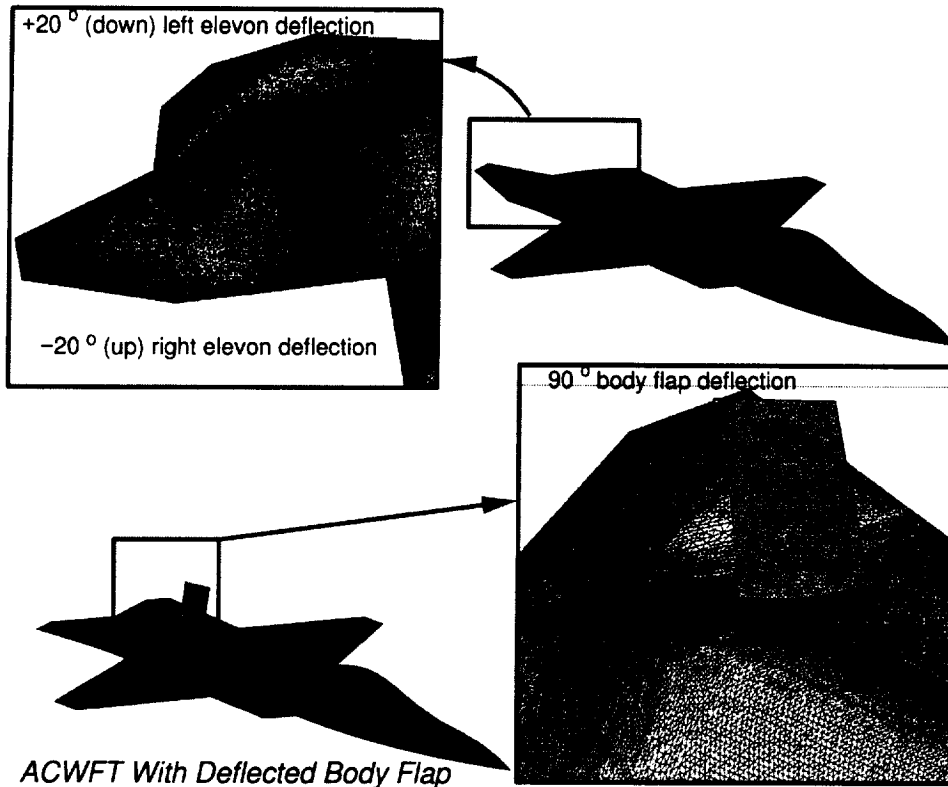 +20 ° (down) left elevon deflection
−20 ° (up) right elevon deflection
90 ° body flap deflection
ACWFT With Deflected Body Flap